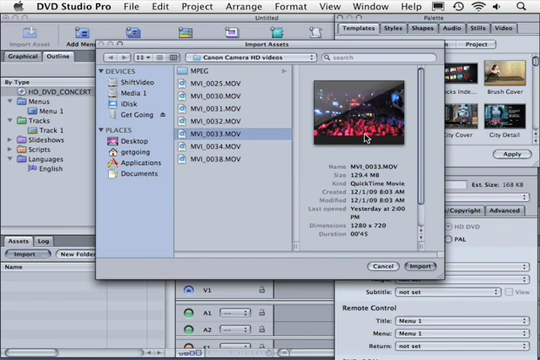 DVD Studio Pro File Edit Project Arrange Format View Window Help
Untitled
Palette
Import Asset Add Menu
Graphical Outline
By Type
HD_DVD_CONCERT
Menus
Menu 1
Tracks
Track 1
Slideshows
Scripts
Languages
English
Assets Log
Import... New Folder
Name
Import Assets
Canon Camera HD videos
search
DEVICES
ShiftVideo
Media 1
iDisk
Get Going
PLACES
Desktop
getgoing
Applications
Documents
MPEG
MVI_0025.MOV
MVI_0030.MOV
MVI_0031.MOV
MVI_0032.MOV
MVI_0033.MOV
MVI_0034.MOV
MVI_0038.MOV
Name MVI_0033.MOV
Size 129.4 MB
Kind QuickTime Movie
Created 12/1/09 8:03 AM
Modified 12/1/09 8:03 AM
Last opened Yesterday at 2:00 PM
Dimensions 1280 x 720
Duration 00'45
Cancel Import
Templates Styles Shapes Audio Stills Video
Project
Brush Cover
City Detail
Apply
Est. Size: 168 KB
Copyright Advanced
HD DVD
PAL
Subtitle: not set View
Remote Control
Title: Menu 1
Menu: Menu 1
Return: not set
V1
A1
A2
A3